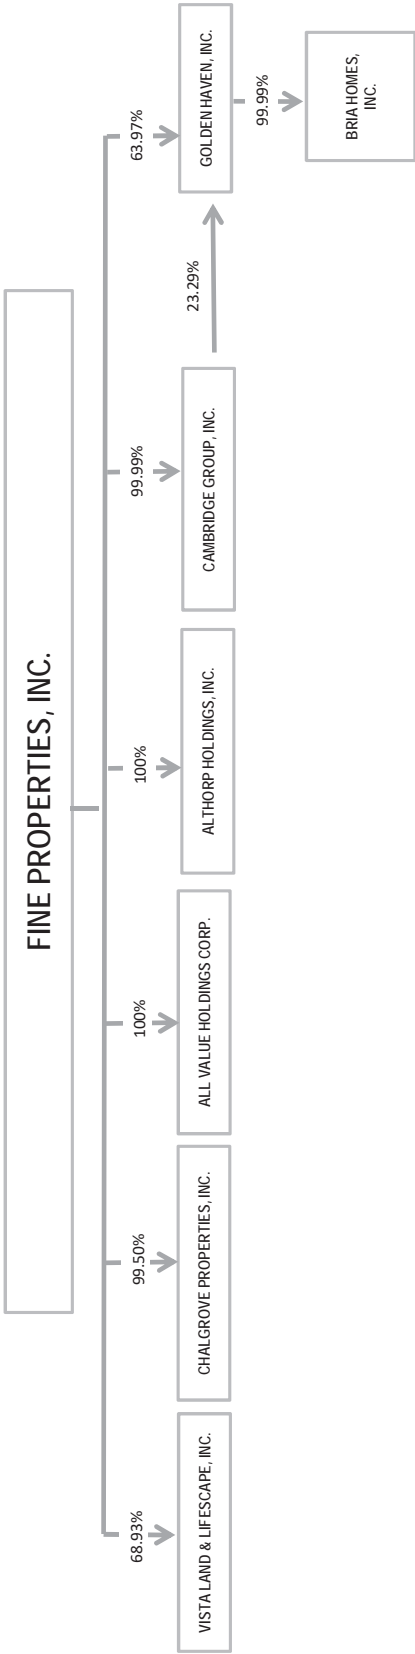 FINE PROPERTIES, INC.
68.93%
99.50%
100%
100%
99.99%
63.97%
VISTA LAND & LIFESCAPE, INC.
CHALGROVE PROPERTIES, INC.
ALL VALUE HOLDINGS CORP.
ALTHORP HOLDINGS, INC.
CAMBRIDGE GROUP, INC.
23.29%
GOLDEN HAVEN, INC.
99.99%
BRIA HOMES,
INC.